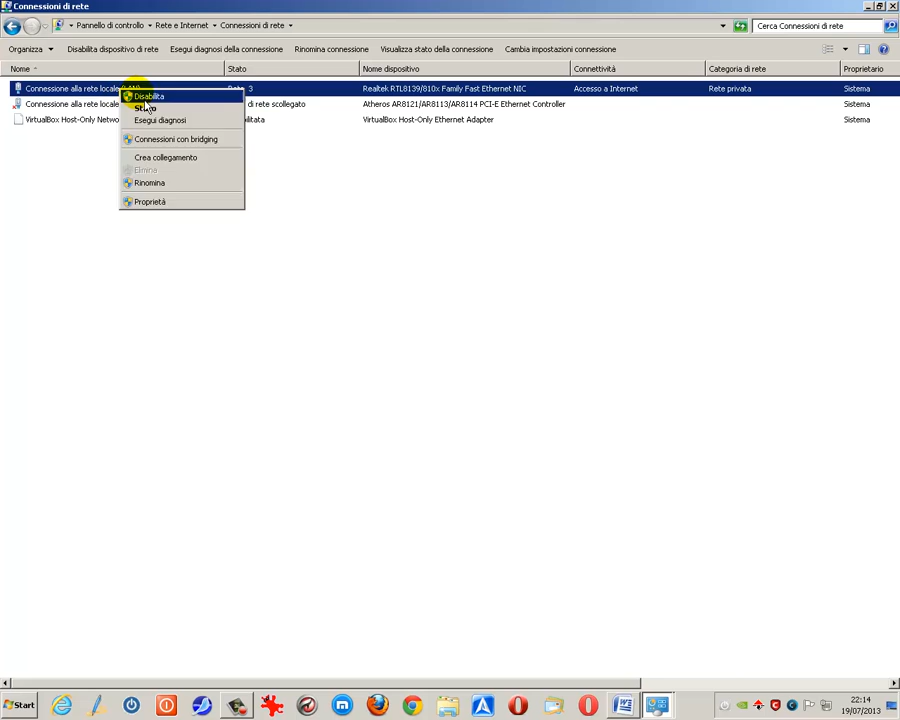 Connessioni di rete
Pannello di controllo Rete e Internet Connessioni di rete
Cerca Connessioni di rete
Organizza Disabilita dispositivo di rete Esegui diagnosi della connessione Rinomina connessione Visualizza stato della connessione Cambia impostazioni connessione
Nome Stato Nome dispositivo Connettività Categoria di rete Proprietario
Connessione alla rete locale (LAN) 3 Realtek RTL8139/810x Family Fast Ethernet NIC Accesso a Internet Rete privata Sistema
Connessione alla rete locale di rete scollegato Atheros AR8121/AR8113/AR8114 PCI-E Ethernet Controller Sistema
VirtualBox Host-Only VirtualBox Host-Only Ethernet Adapter Sistema
Disabilita
Stato
Esegui diagnosi
Connessioni con bridging
Crea collegamento
Elimina
Rinomina
Proprietà
Start
22:14
19/07/2013